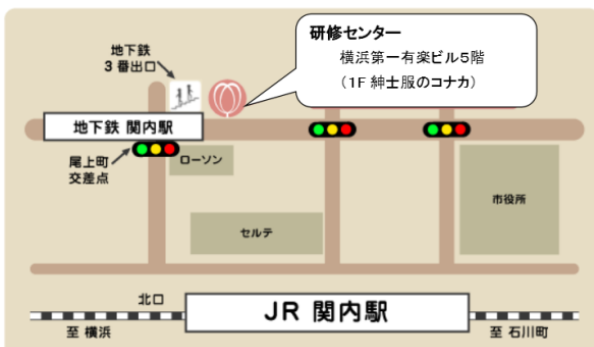 研修センター
横浜第一有楽ビル5階
(1F 紳士服のコナカ)
地下鉄
3番出口
地下鉄 関内駅
尾上町
交差点
ローソン
セルテ
市役所
北口
JR 関内駅
至 横浜
至 石川町